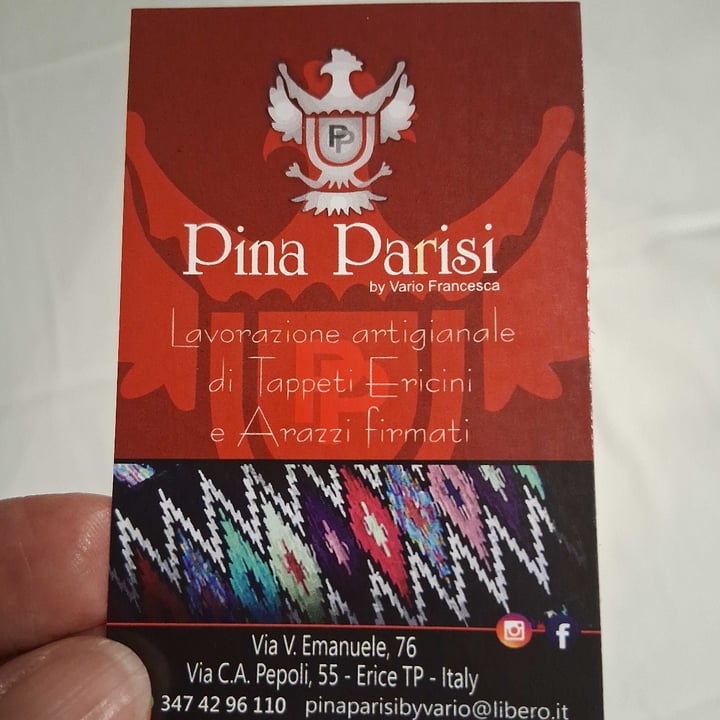 PP
Pina Parisi
by Vario Francesca
Lavorazione artigianale
di Tappeti Ericini
e Arazzi firmati
Via V. Emanuele, 76
Via C.A. Pepoli, 55 - Erice TP - Italy
347 42 96 110 pinaparisibyvario@libero.it